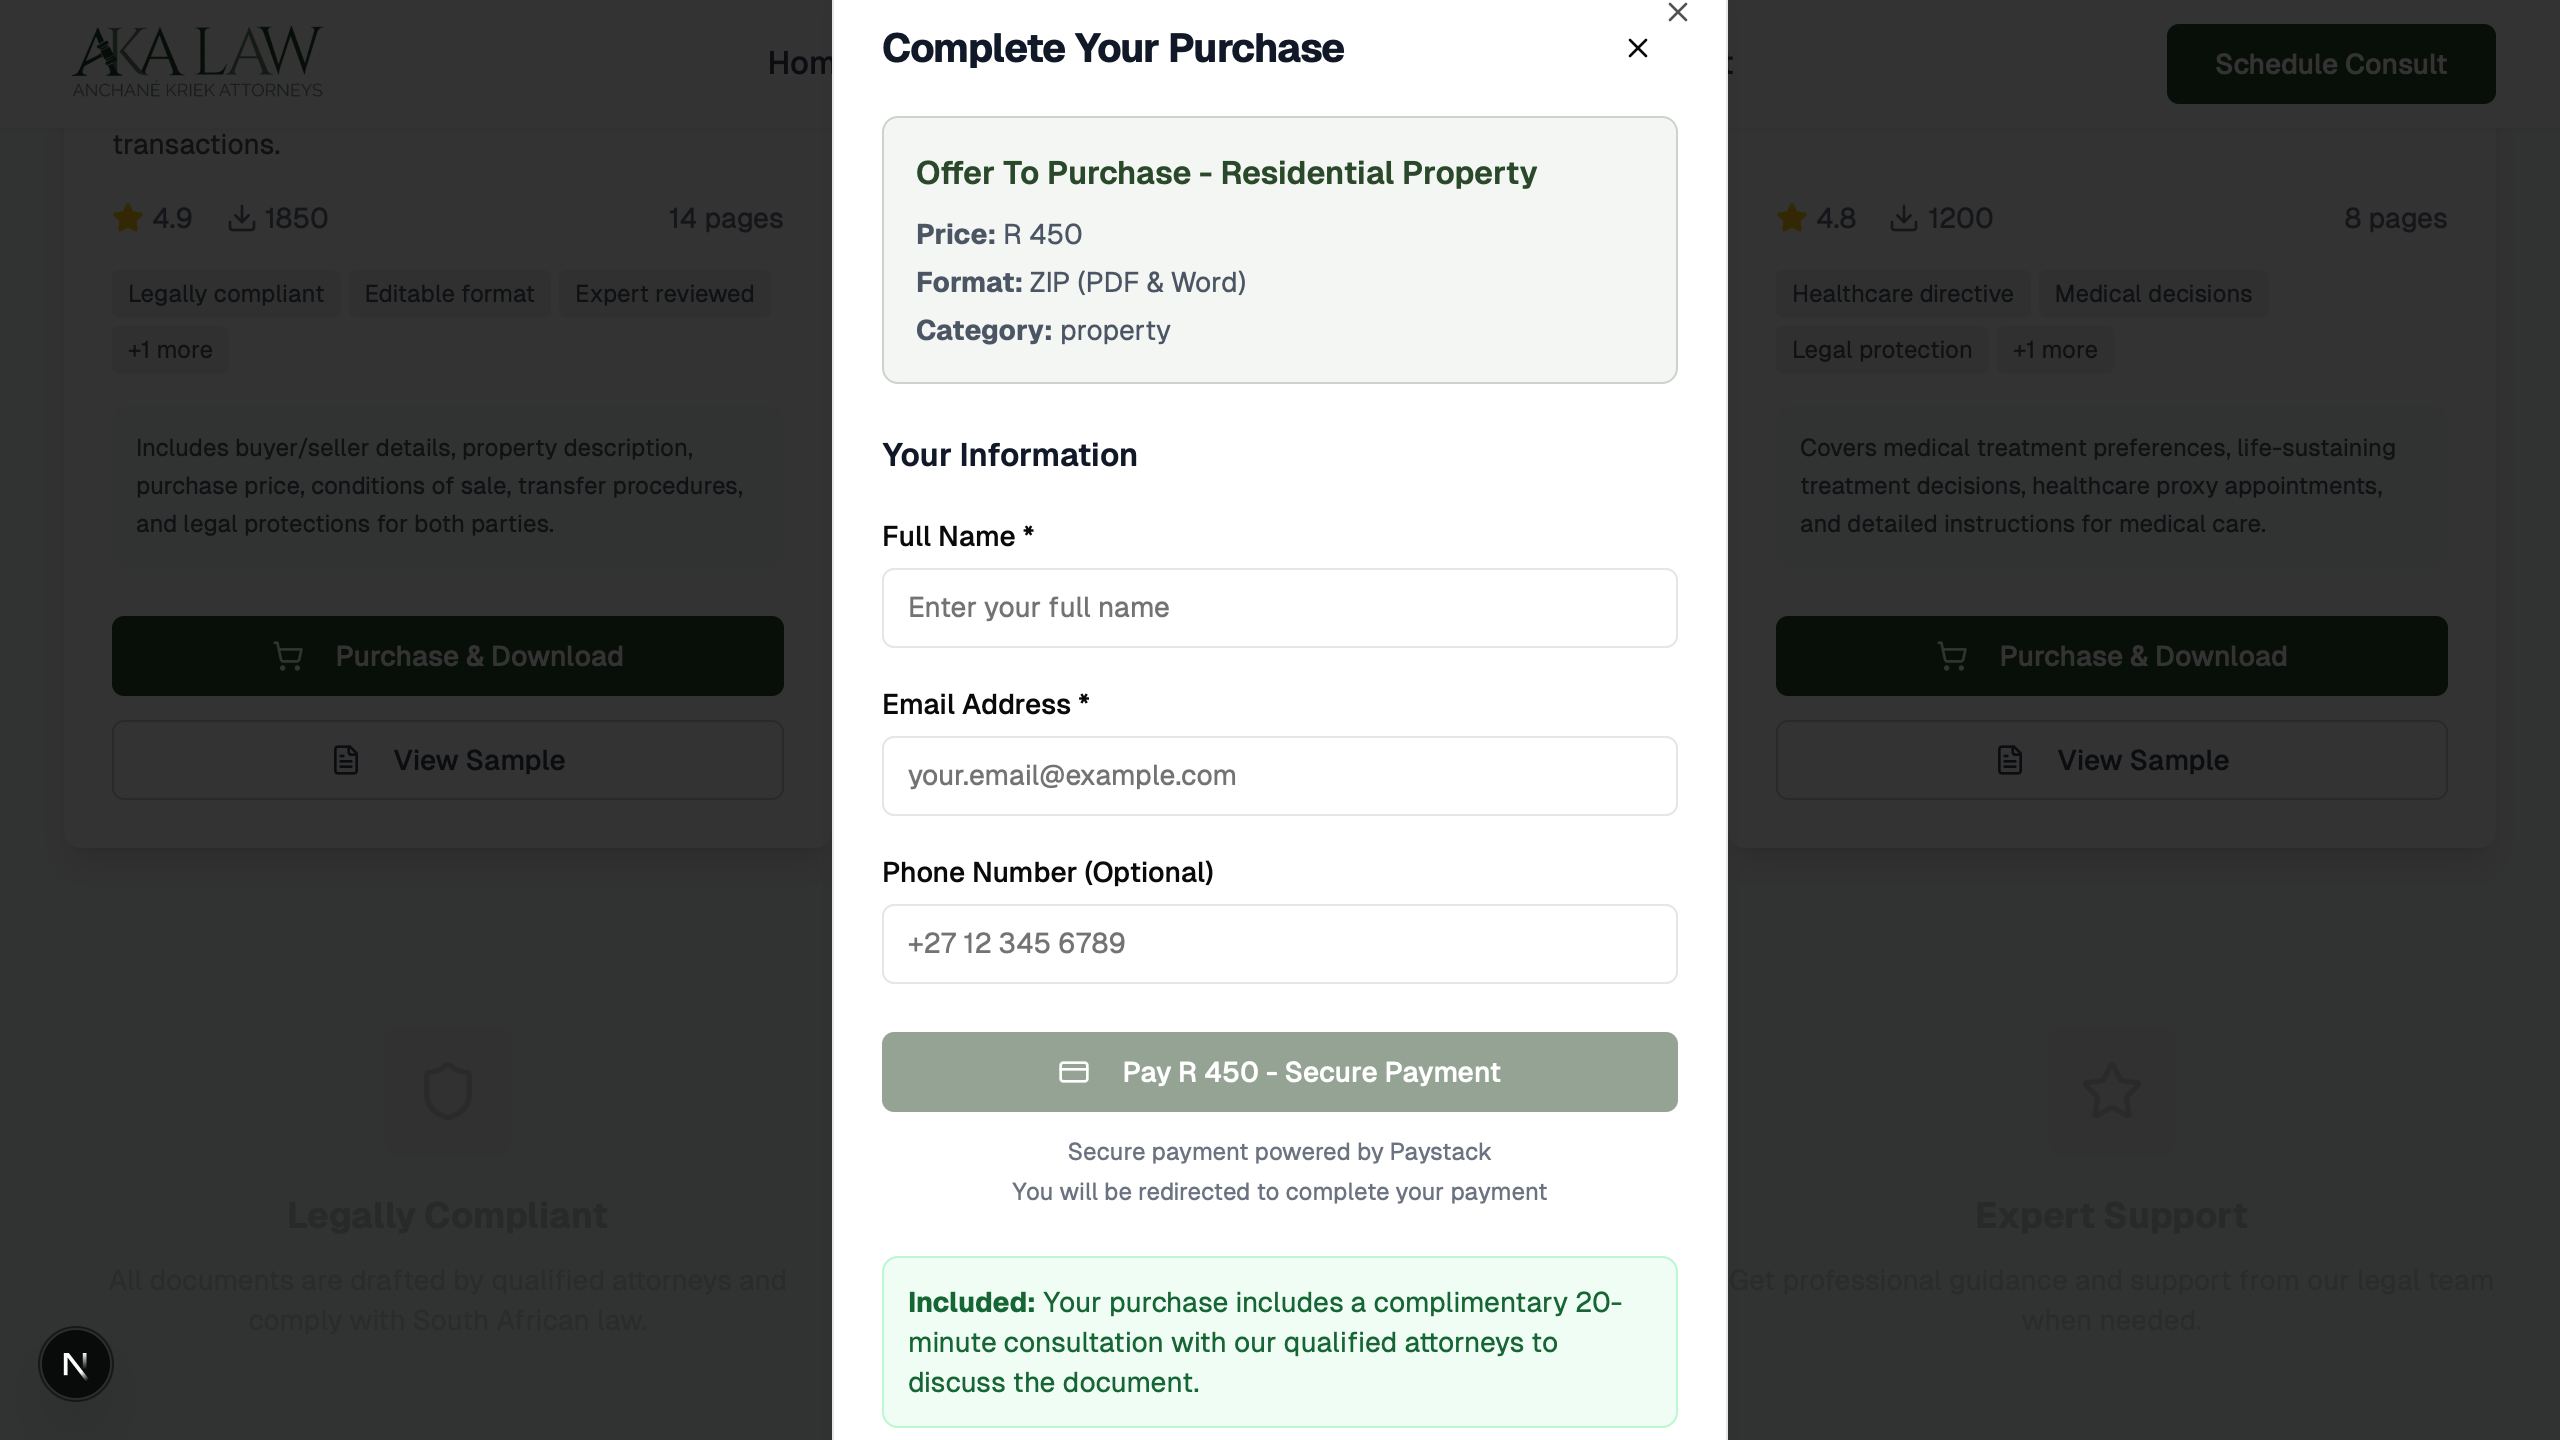 AKA LAW
ANCHANÉ KRIEK ATTORNEYS
Hom
t
Schedule Consult
transactions.
4.9
1850
14 pages
Legally compliant
Editable format
Expert reviewed
+1 more
Includes buyer/seller details, property description,
purchase price, conditions of sale, transfer procedures,
and legal protections for both parties.
Purchase & Download
View Sample
Legally Compliant
All documents are drafted by qualified attorneys and
comply with South African law.
N
Complete Your Purchase
Offer To Purchase - Residential Property
Price: R 450
Format: ZIP (PDF & Word)
Category: property
Your Information
Full Name *
Enter your full name
Email Address *
your.email@example.com
Phone Number (Optional)
+27 12 345 6789
Pay R 450 - Secure Payment
Secure payment powered by Paystack
You will be redirected to complete your payment
Included: Your purchase includes a complimentary 20-
minute consultation with our qualified attorneys to
discuss the document.
4.8
1200
8 pages
Healthcare directive
Medical decisions
Legal protection
+1 more
Covers medical treatment preferences, life-sustaining
treatment decisions, healthcare proxy appointments,
and detailed instructions for medical care.
Purchase & Download
View Sample
Expert Support
Get professional guidance and support from our legal team
when needed.